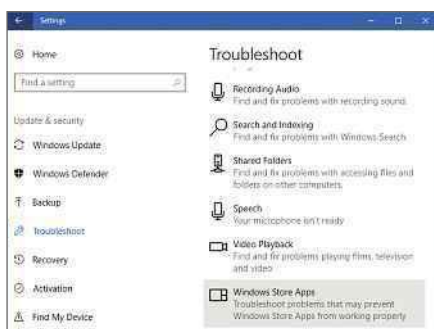 Settings
Home
Find a setting
Update & security
Windows Update
Windows Defender
Backup
Troubleshoot
Recovery
Activation
Find My Device
Troubleshoot
Recording Audio
Find and fix problems with recording sound.
Search and Indexing
Find and fix problems with Windows Search
Shared Folders
Find and fix problems with accessing files and
folders on other computers.
Speech
Your microphone isn't ready
Video Playback
Find and fix problems playing films, television
and video
Windows Store Apps
Troubleshoot problems that may prevent
Windows Store Apps from working properly